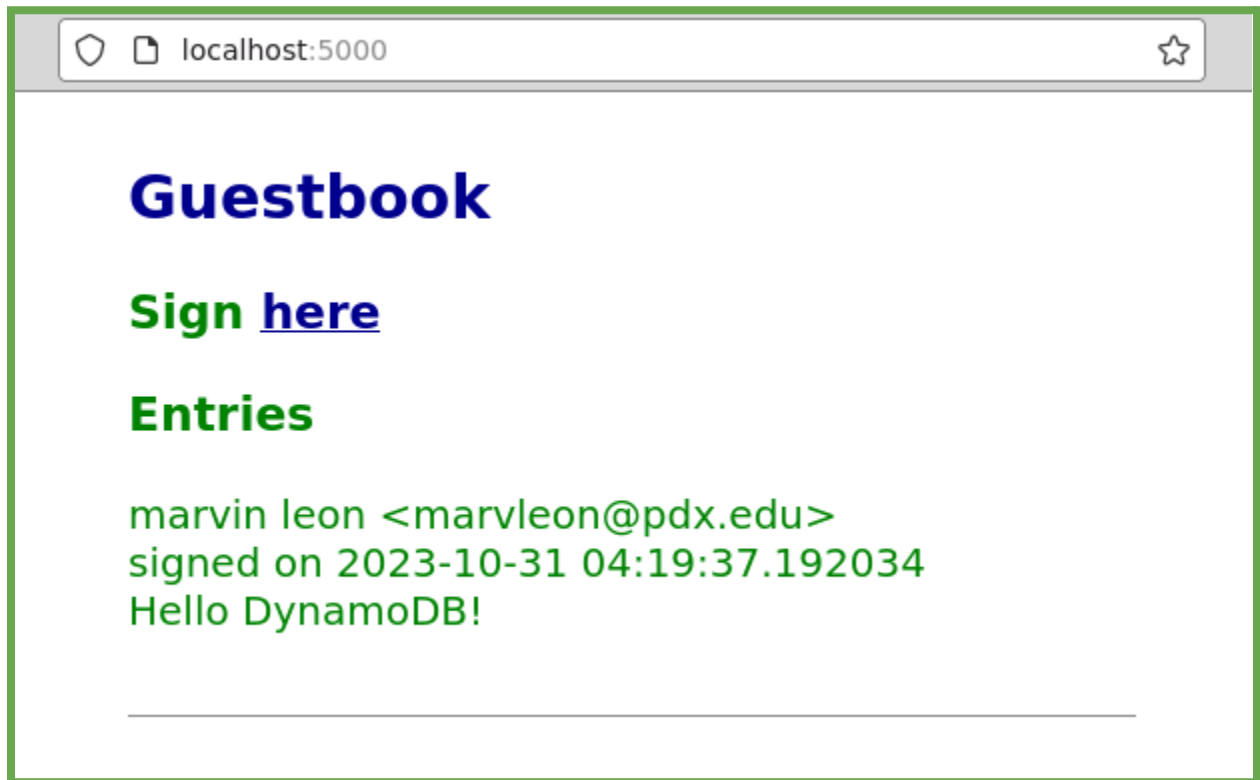 localhost:5000
Guestbook
Sign here
Entries
marvin leon <marvleon@pdx.edu>
signed on 2023-10-31 04:19:37.192034
Hello DynamoDB!